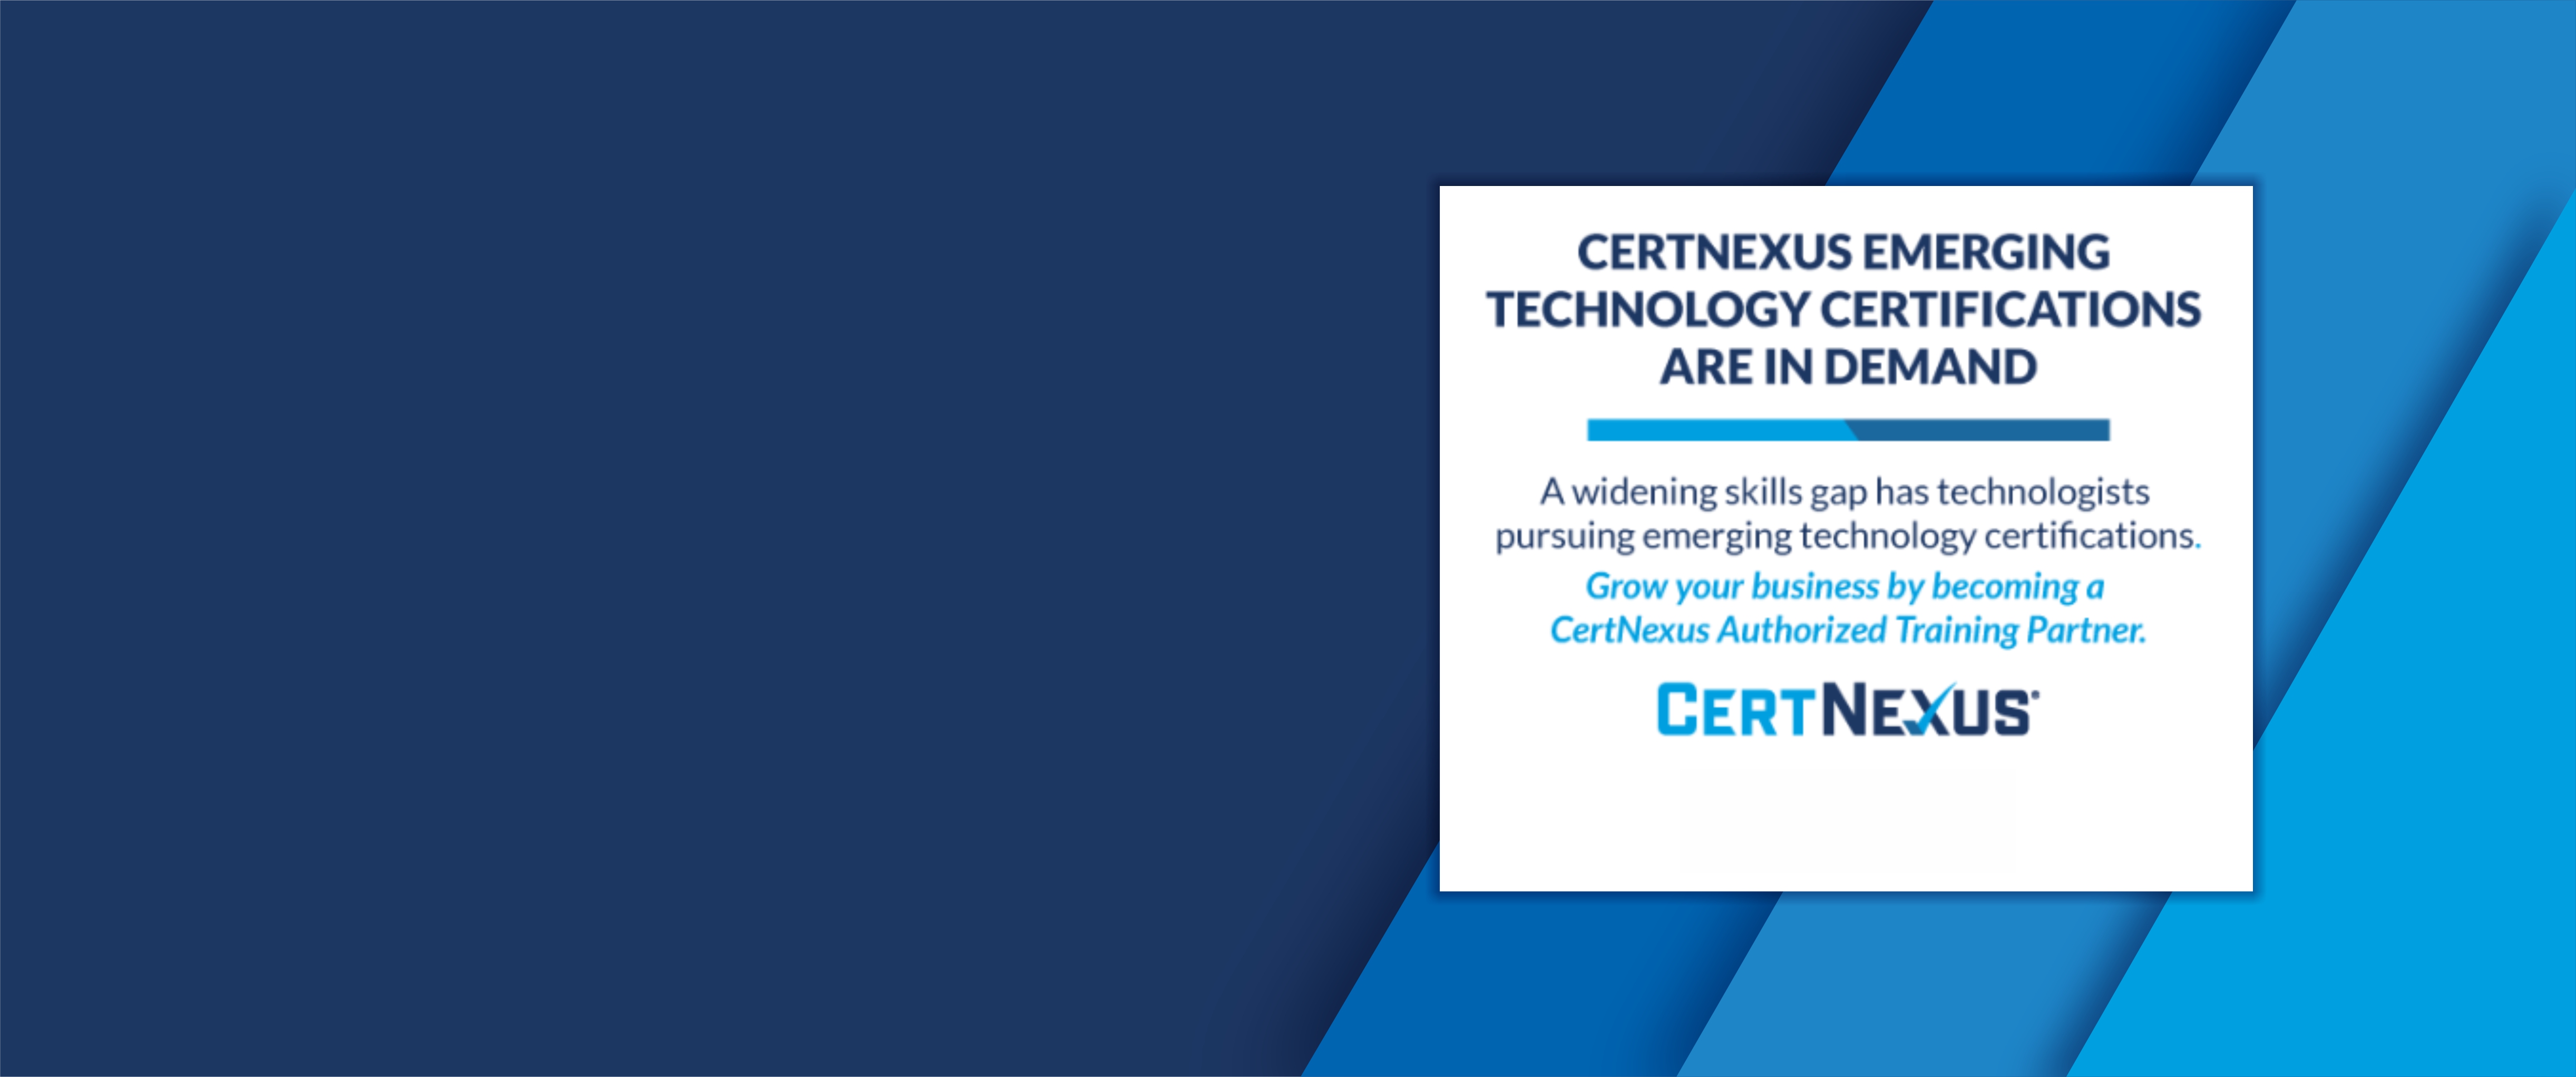 CERTNEXUS EMERGING
TECHNOLOGY CERTIFICATIONS
ARE IN DEMAND
A widening skills gap has technologists
pursuing emerging technology certifications.
Grow your business by becoming a
CertNexus Authorized Training Partner.
CERTNEXUS®